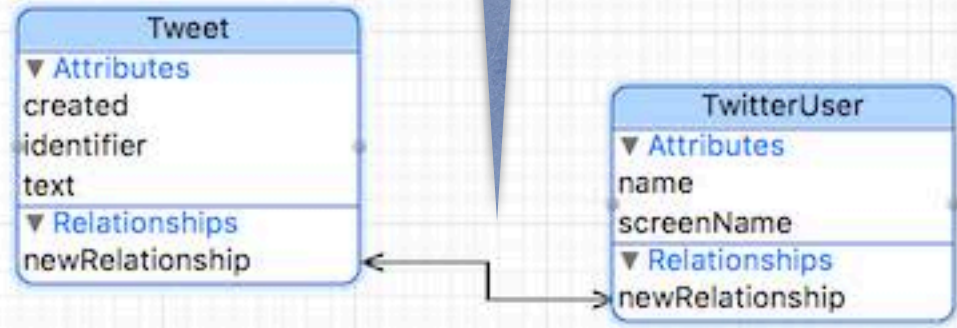 Tweet
▼ Attributes
created
identifier
text
▼ Relationships
newRelationship
TwitterUser
▼ Attributes
name
screenName
▼ Relationships
newRelationship